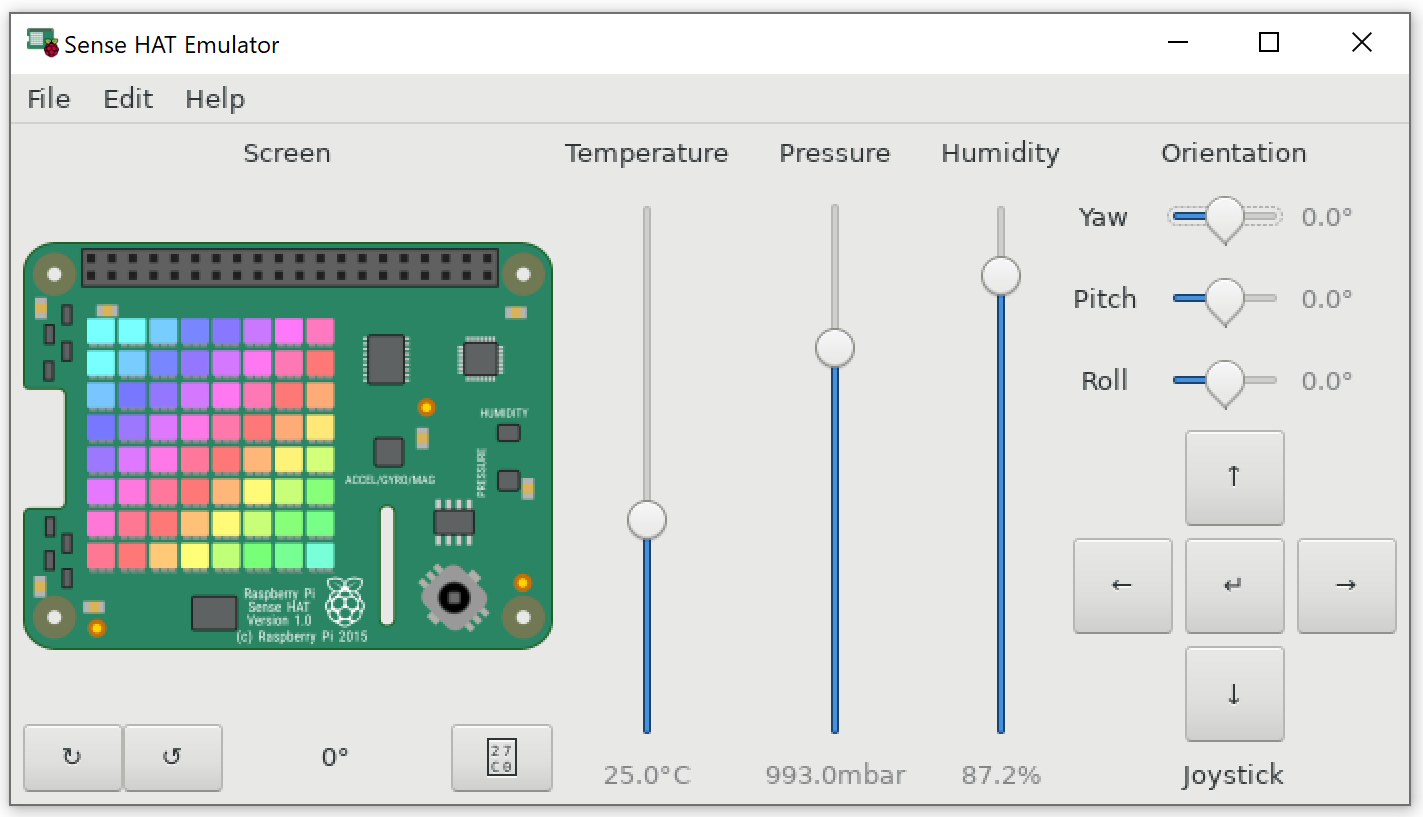 Sense HAT Emulator
File Edit Help
Screen Temperature Pressure Humidity Orientation
Yaw 0.0°
Pitch 0.0°
Roll 0.0°
HUMIDITY
PRESSURE
ACCEL/GYRO/MAG
Raspberry Pi
Sense HAT
Version 1.0
(c) Raspberry Pi 2015
↑
← ↵ →
↓
↻ ↺ 0°
27
C0
25.0°C 993.0mbar 87.2% Joystick